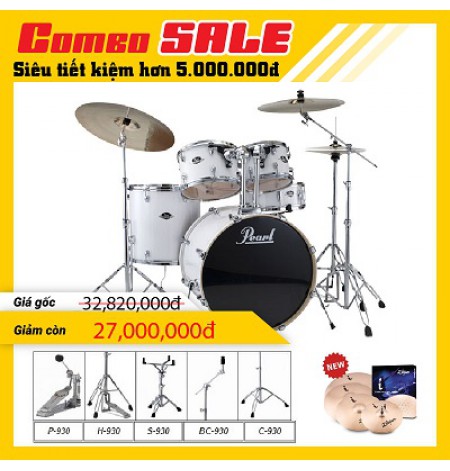 Combo SALE
Siêu tiết kiệm hơn 5.000.000đ
Pearl
Giá gốc 32,820,000đ
Giảm còn 27,000,000đ
P-930 H-930 S-930 BC-930 C-930
NEW
Zildjian